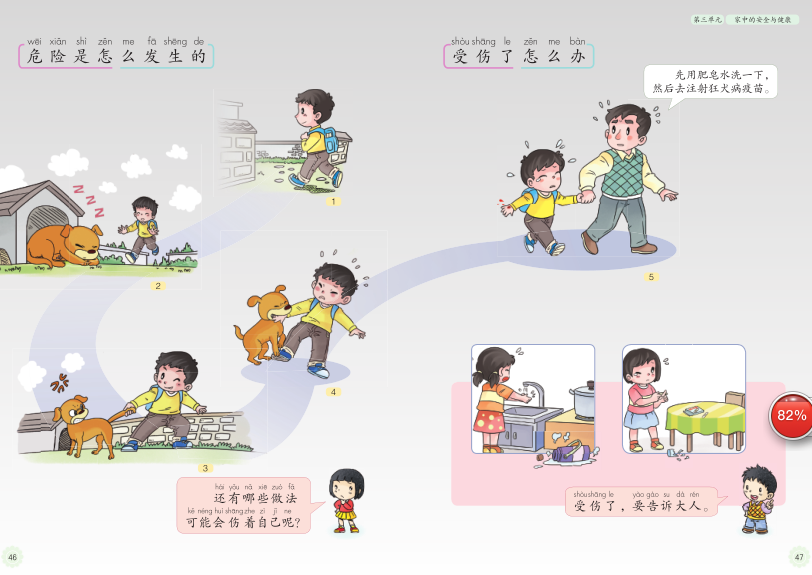 第三单元 家中的安全与健康
wēi xiǎn shì zěn me fā shēng de
危险是怎么发生的
shòu shāng le zěn me bàn
受伤了怎么办
先用肥皂水洗一下，
然后去注射狂犬病疫苗。
1
Z Z Z
2
3
4
5
hái yǒu nǎ xiē zuò fǎ
还有哪些做法
kě néng huì shāng zhe zì jǐ ne
可能会伤着自己呢？
shòu shāng le yào gào su dà rén
受伤了，要告诉大人。
82%
46
47